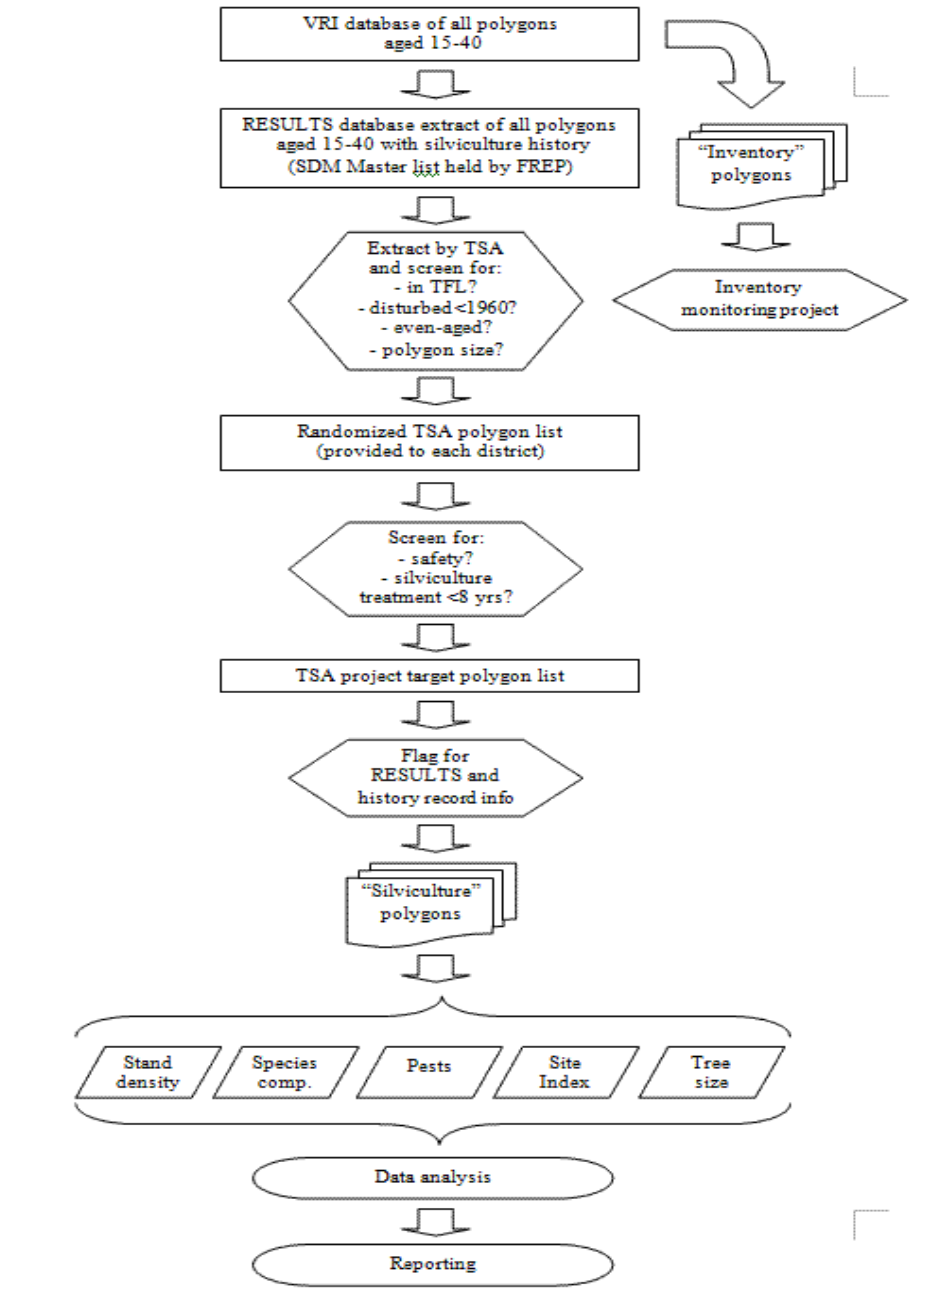 VRI database of all polygons
aged 15-40
RESULTS database extract of all polygons
aged 15-40 with silviculture history
(SDM Master list held by FREP)
“Inventory”
polygons
Extract by TSA
and screen for:
- in TFL?
- disturbed<1960?
- even-aged?
- polygon size?
Inventory
monitoring project
Randomized TSA polygon list
(provided to each district)
Screen for:
- safety?
- silviculture
treatment <8 yrs?
TSA project target polygon list
Flag for
RESULTS and
history record info
“Silviculture”
polygons
Stand
density
Species
comp.
Pests
Site
Index
Tree
size
Data analysis
Reporting